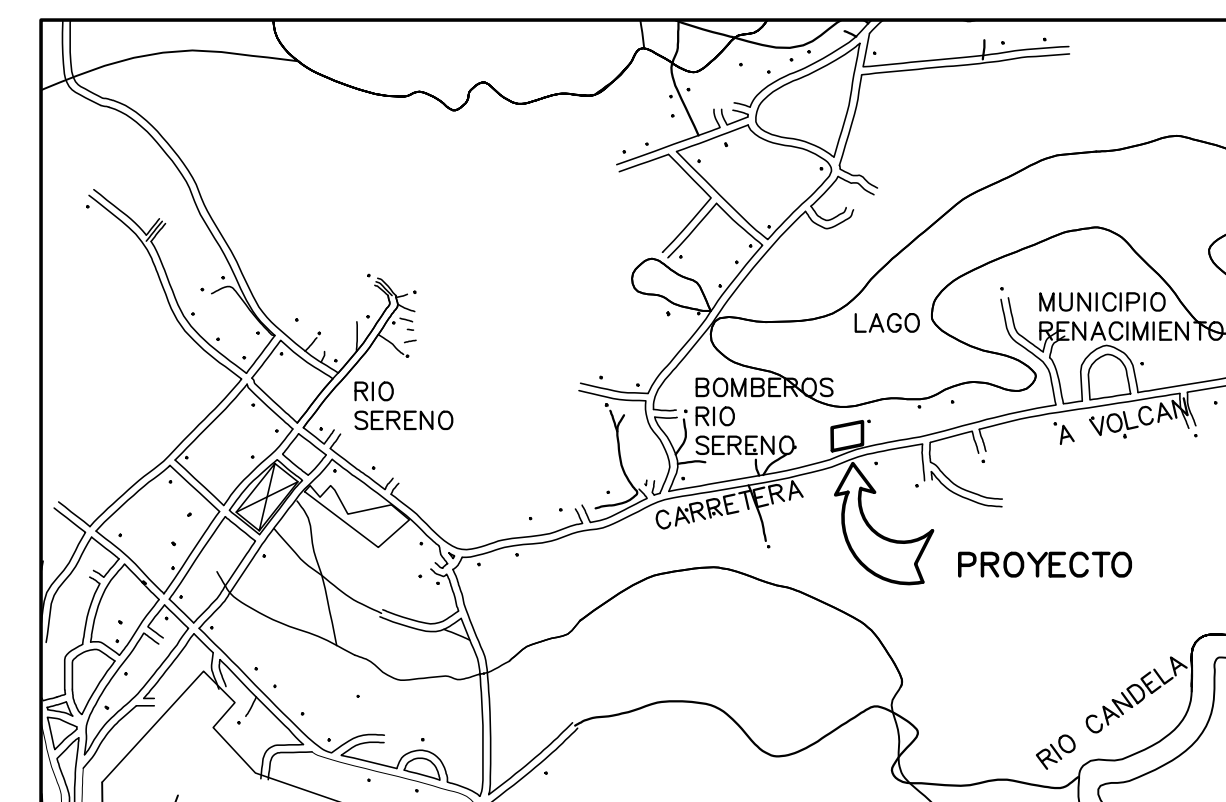 MUNICIPIO
RENACIMIENTO
LAGO
RIO
SERENO
BOMBEROS
RIO
SERENO
A VOLCAN
CARRETERA
PROYECTO
RIO CANDELA